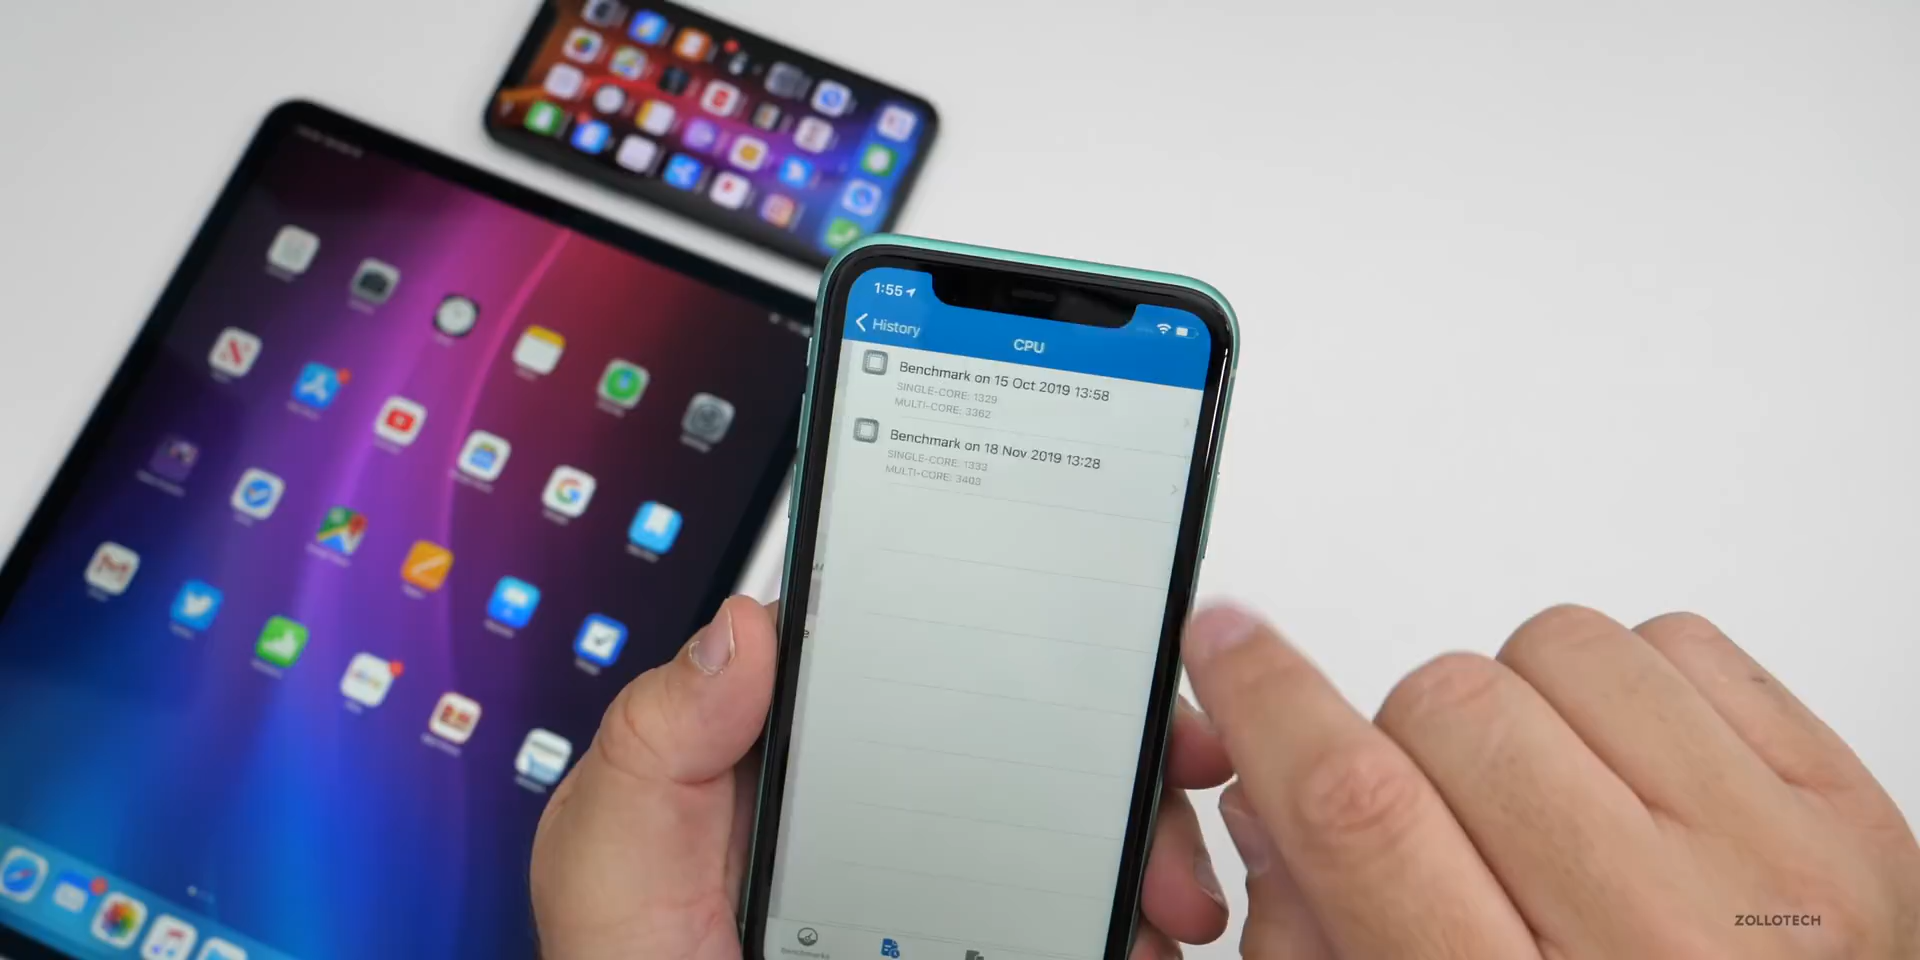 1:55
History
CPU
Benchmark on 15 Oct 2019 13:58
SINGLE-CORE: 1329
MULTI-CORE: 3362
Benchmark on 18 Nov 2019 13:28
SINGLE-CORE: 1333
MULTI-CORE: 3403
Benchmarks
ZOLLOTECH